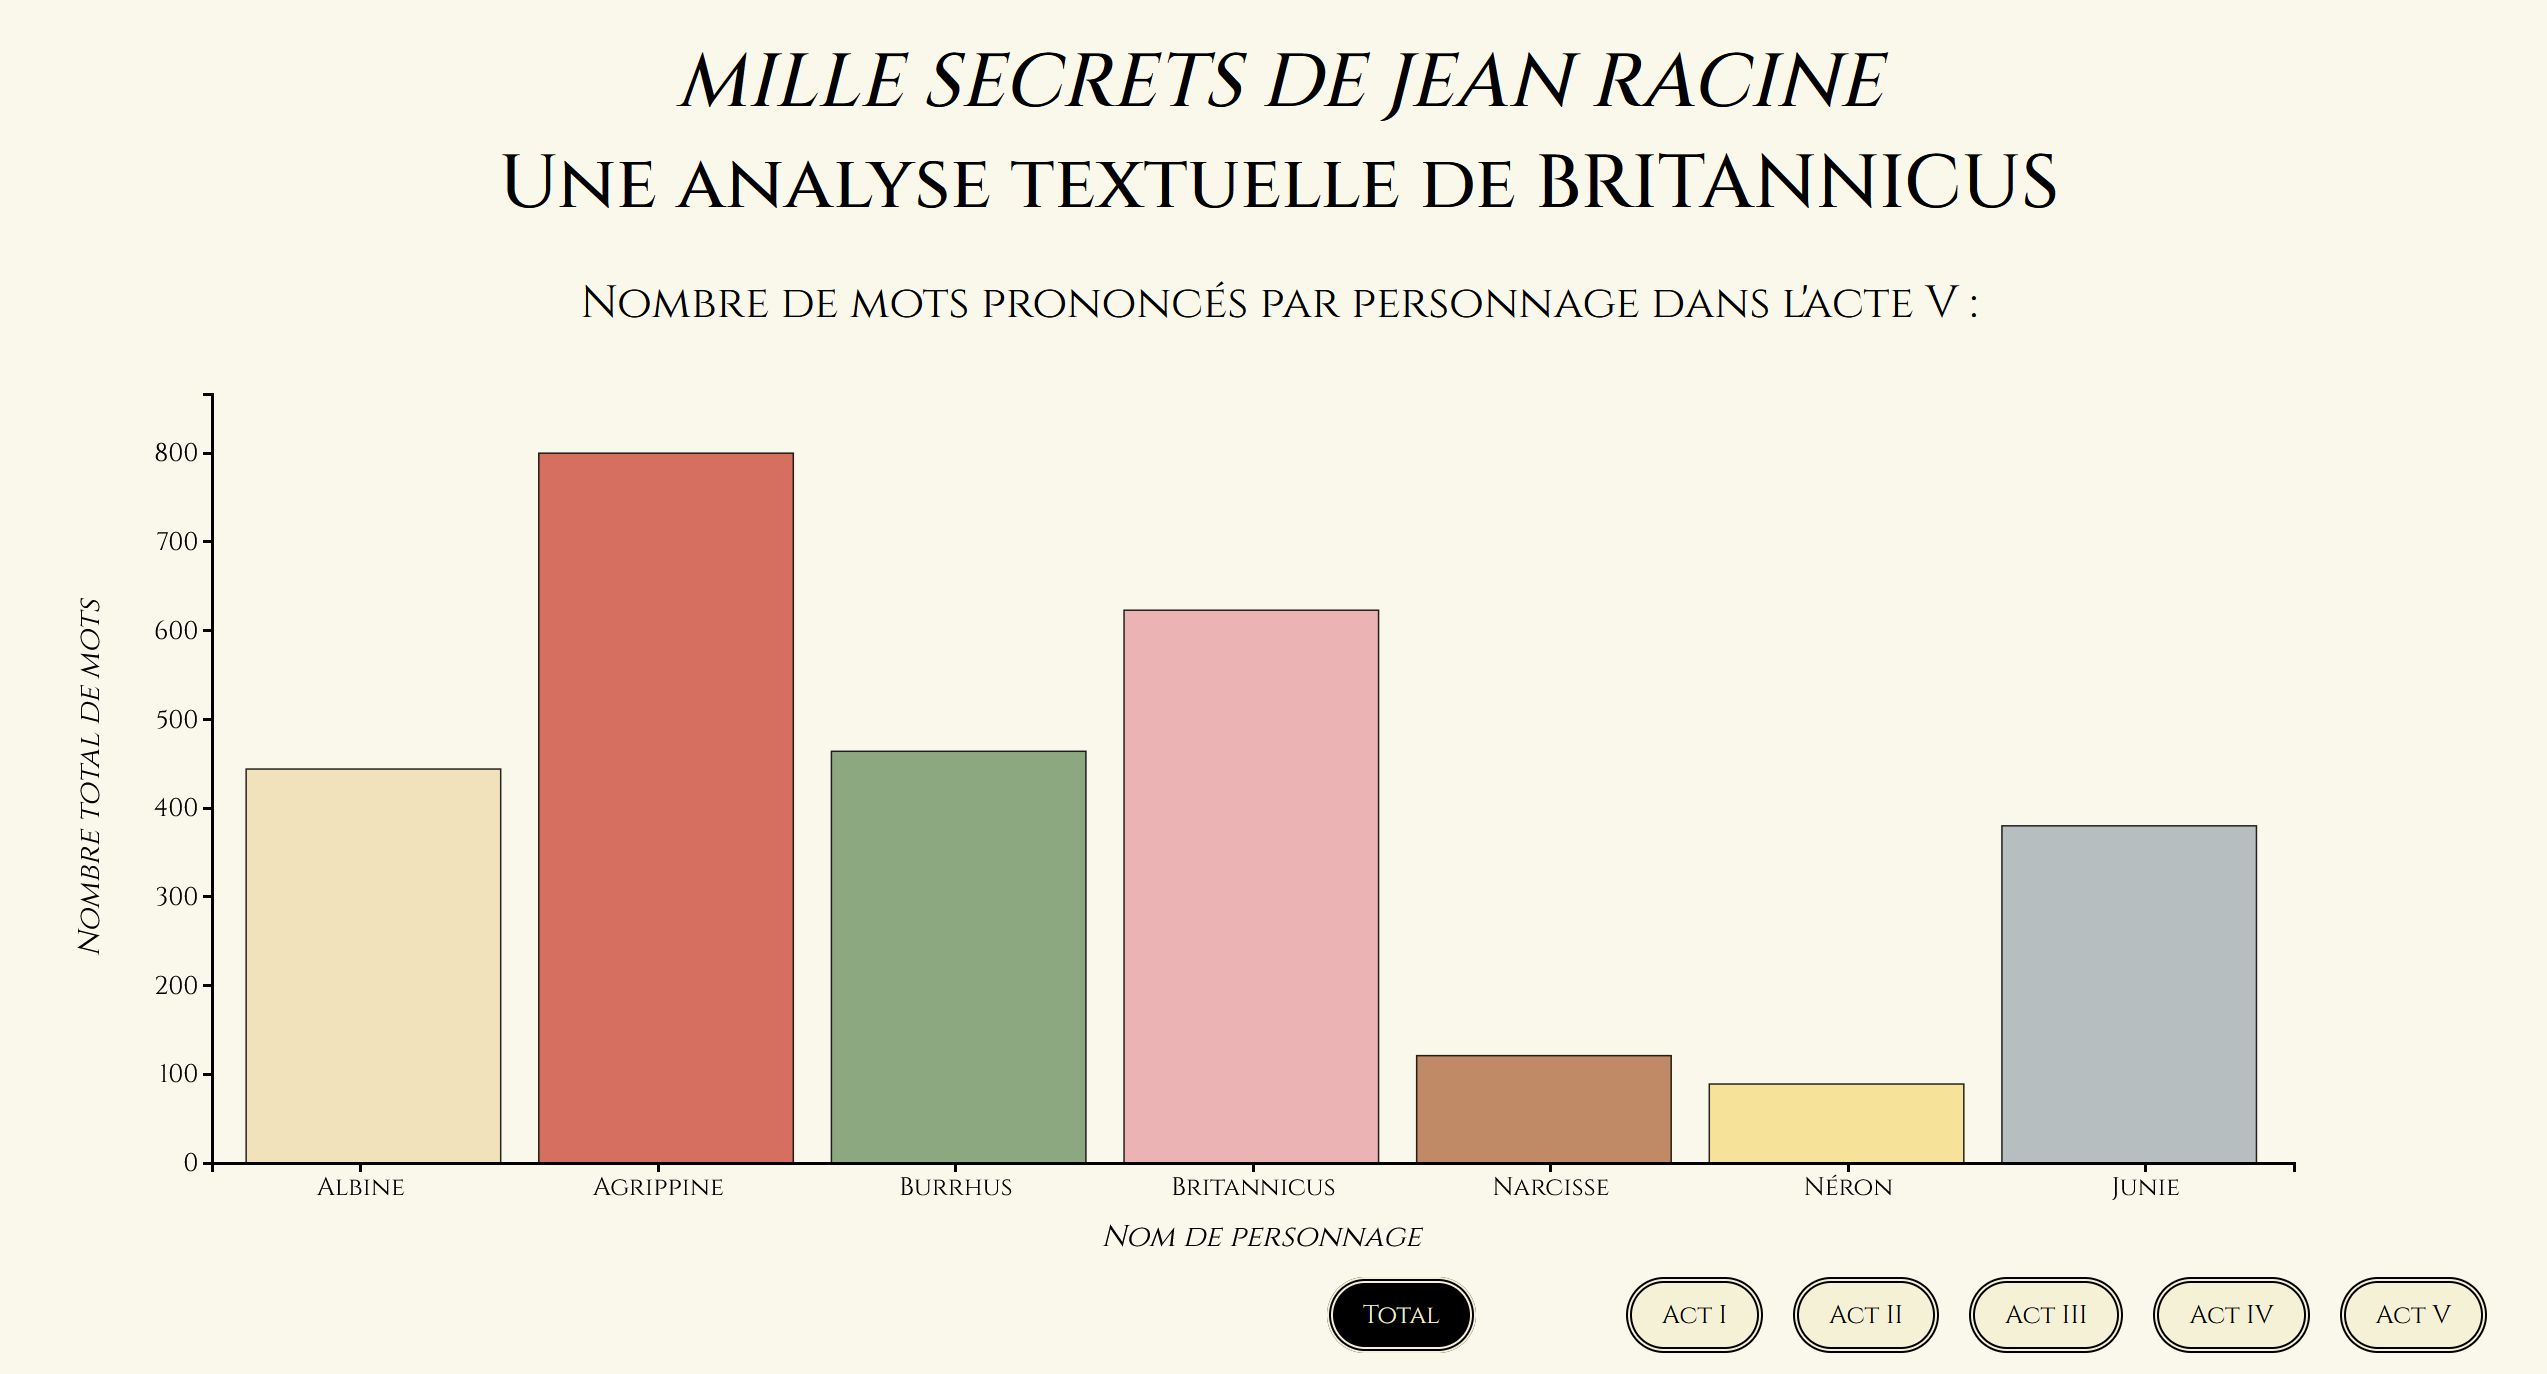 MILLE SECRETS DE JEAN RACINE
Une analyse textuelle de BRITANNICUS
Nombre de mots prononcés par personnage dans l'acte V :
800
700
600
500
400
300
200
100
0
Nombre total de mots
Albine Agrippine Burrhus Britannicus Narcisse Néron Junie
Nom de personnage
Total Act I Act II Act III Act IV Act V